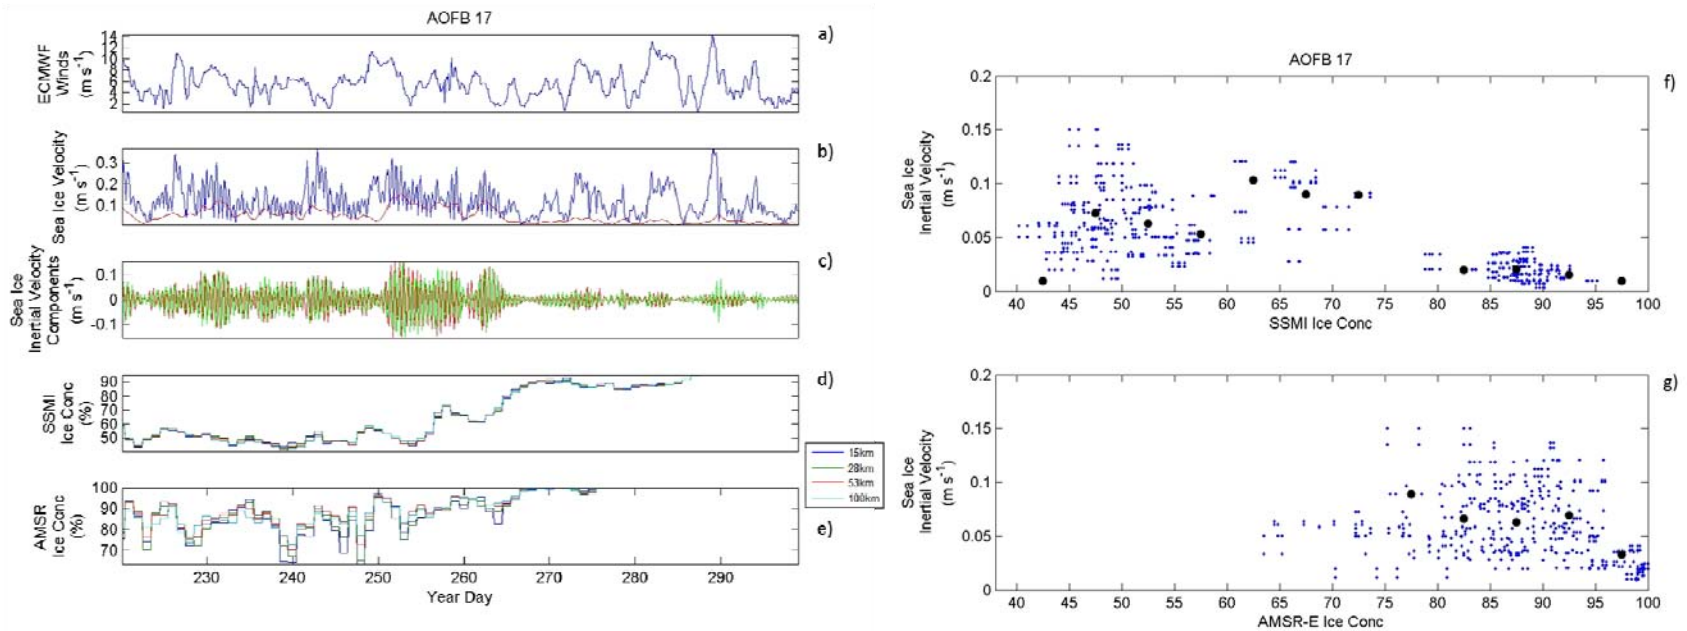 AOFB 17
a)
ECMWF
Winds
(m s-1)
14
12
10
8
6
4
2
b)
Sea Ice Velocity
(m s-1)
0.3
0.2
0.1
c)
Sea Ice
Inertial Velocity
Components
(m s-1)
0.1
0
-0.1
d)
SSMI
Ice Conc
(%)
90
80
70
60
50
15km
28km
53km
100km
e)
AMSR
Ice Conc
(%)
100
90
80
70
230 240 250 260 270 280 290
Year Day
AOFB 17
f)
Sea Ice
Inertial Velocity
(m s-1)
0.2
0.15
0.1
0.05
0
40 45 50 55 60 65 70 75 80 85 90 95 100
SSMI Ice Conc
g)
Sea Ice
Inertial Velocity
(m s-1)
0.2
0.15
0.1
0.05
0
40 45 50 55 60 65 70 75 80 85 90 95 100
AMSR-E Ice Conc